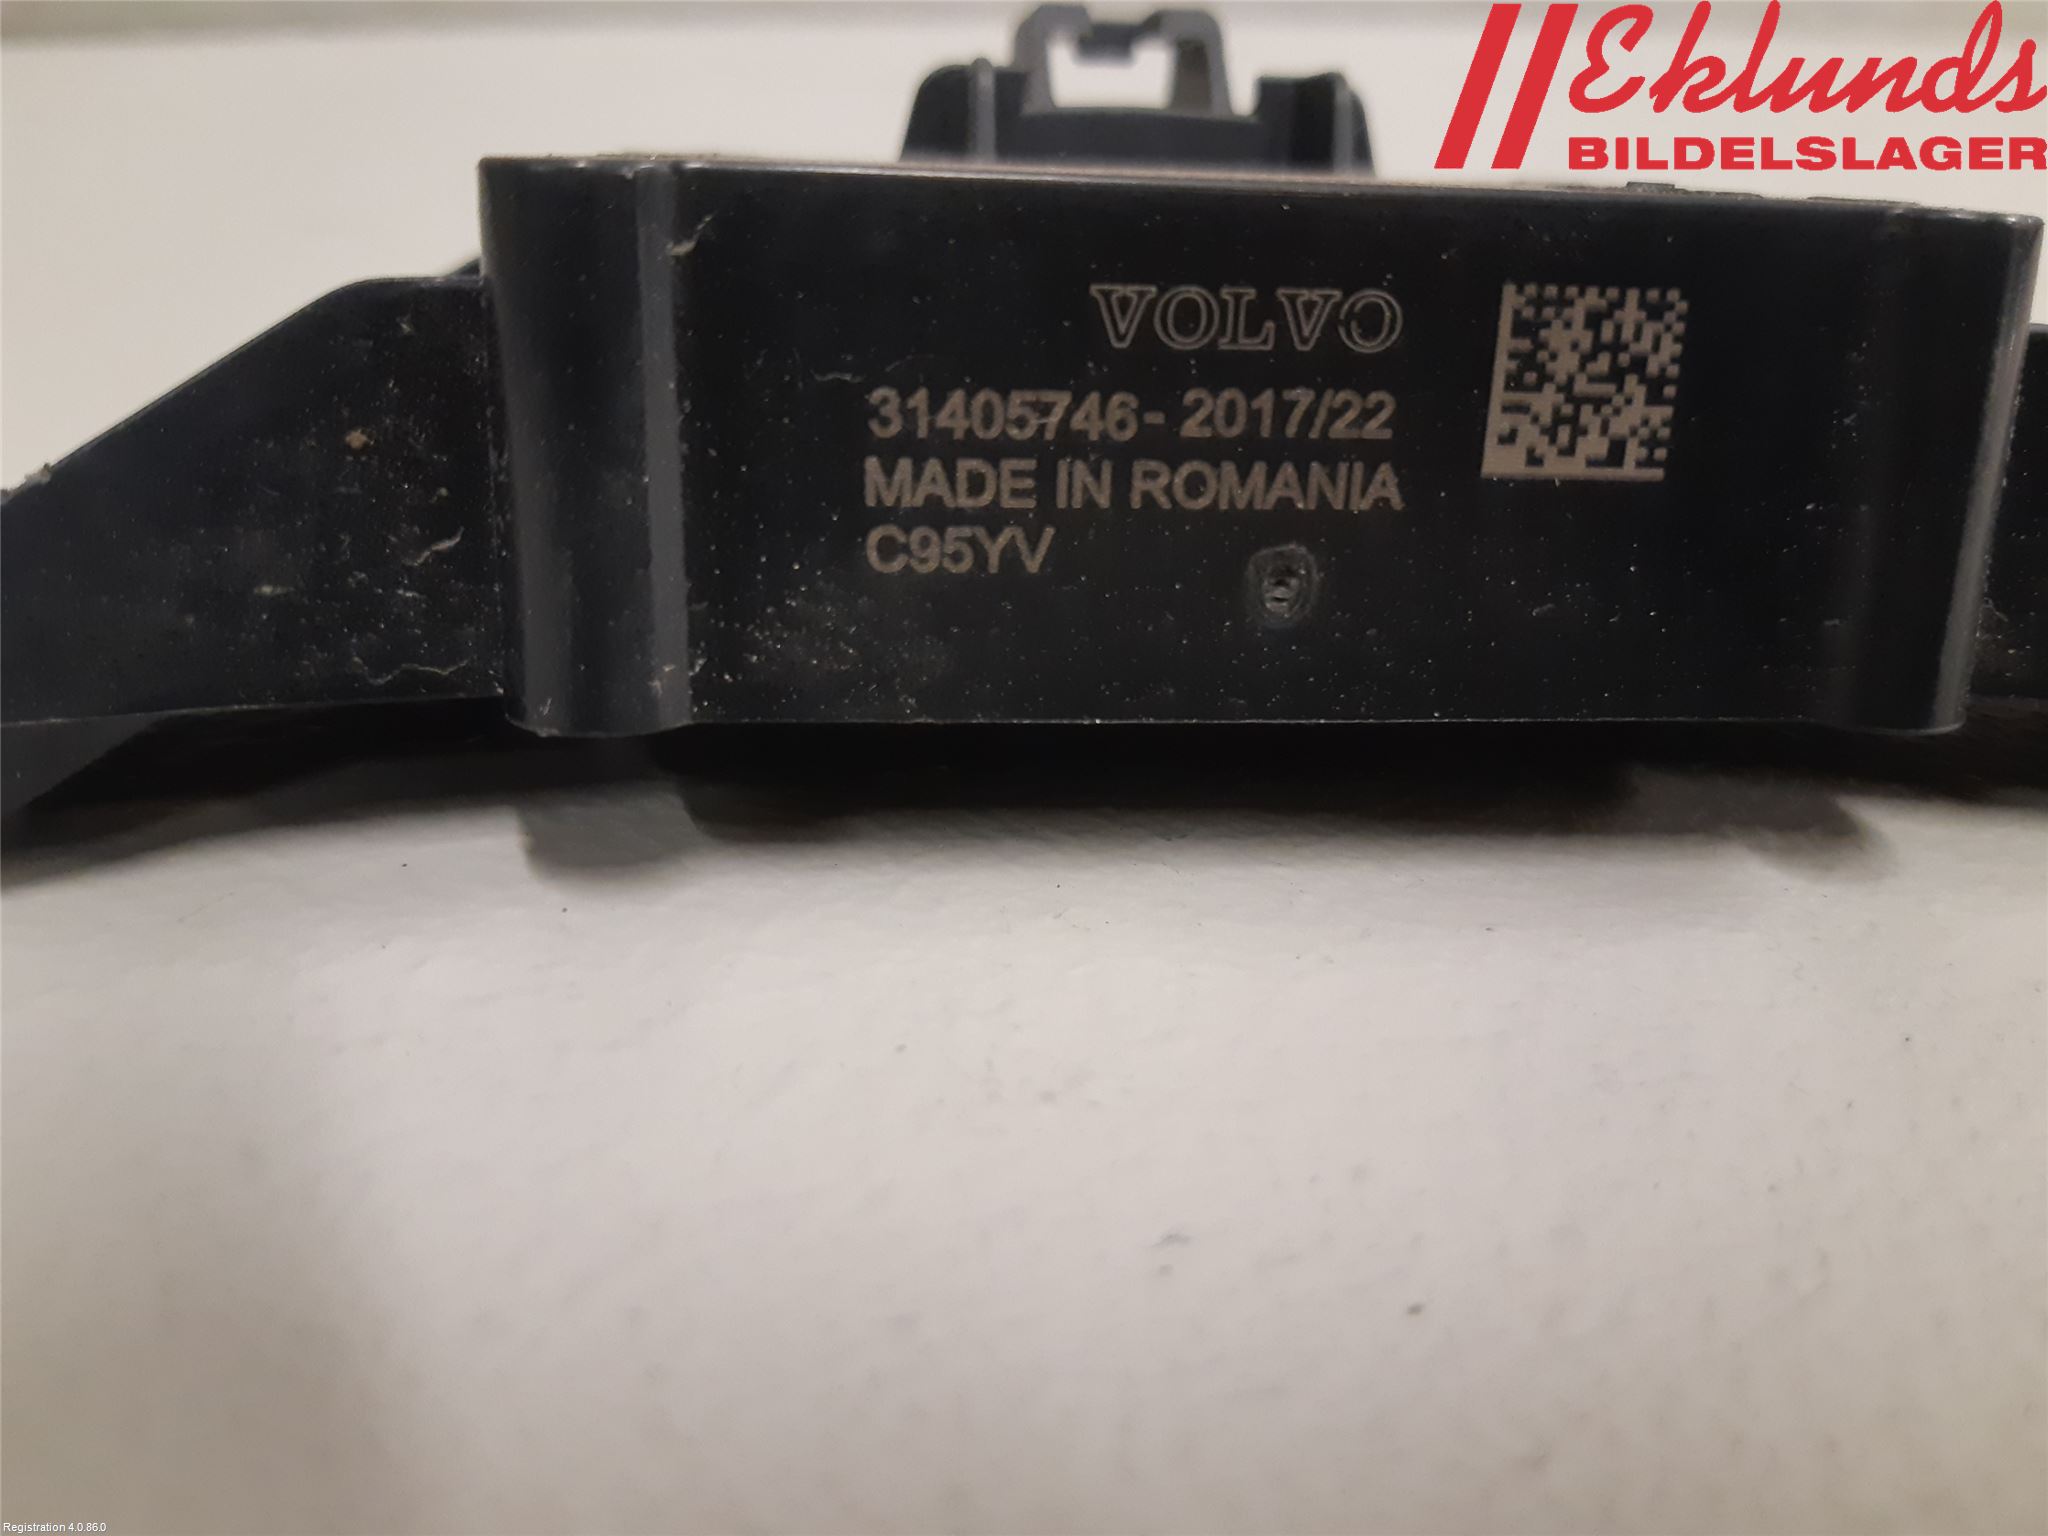 Eklunds
BILDELSLAGER
VOLVO
31405746-2017/22
MADE IN ROMANIA
C95YV
Registration 4.0.86.0